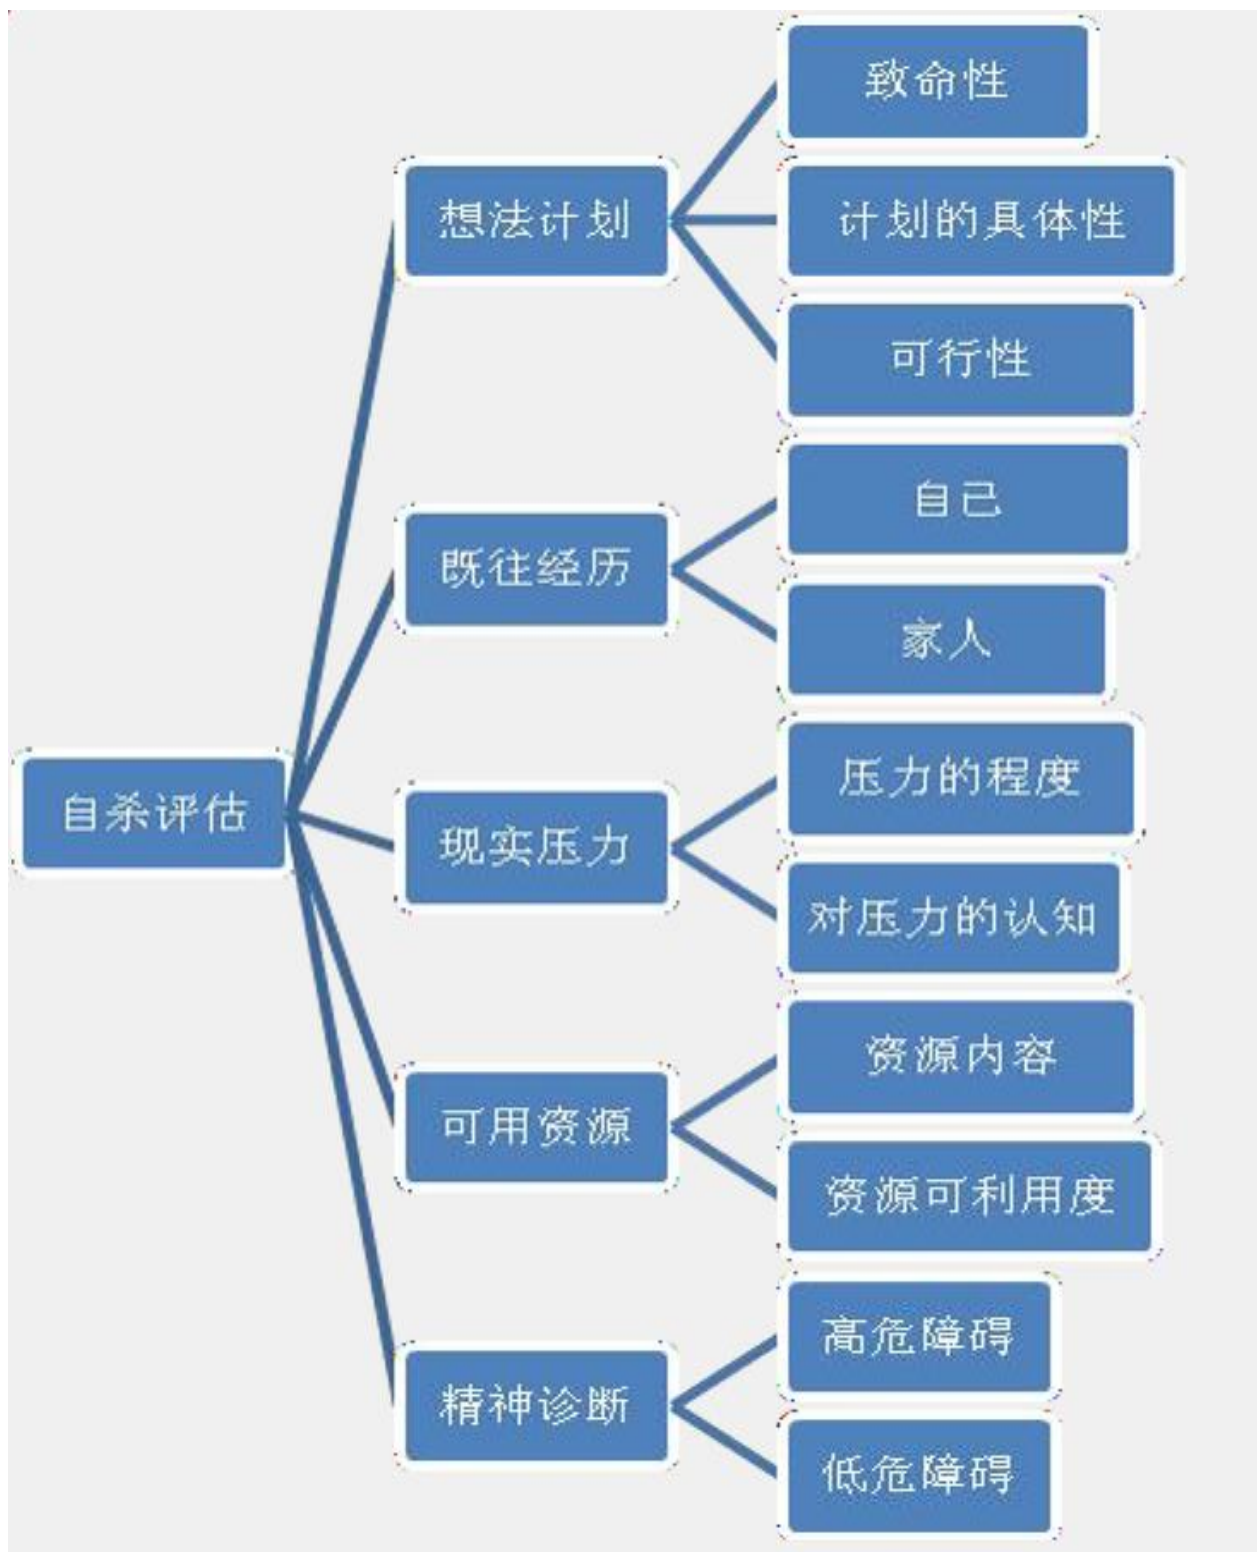 自杀评估
想法计划
致命性
计划的具体性
可行性
既往经历
自己
家人
现实压力
压力的程度
对压力的认知
可用资源
资源内容
资源可利用度
精神诊断
高危障碍
低危障碍